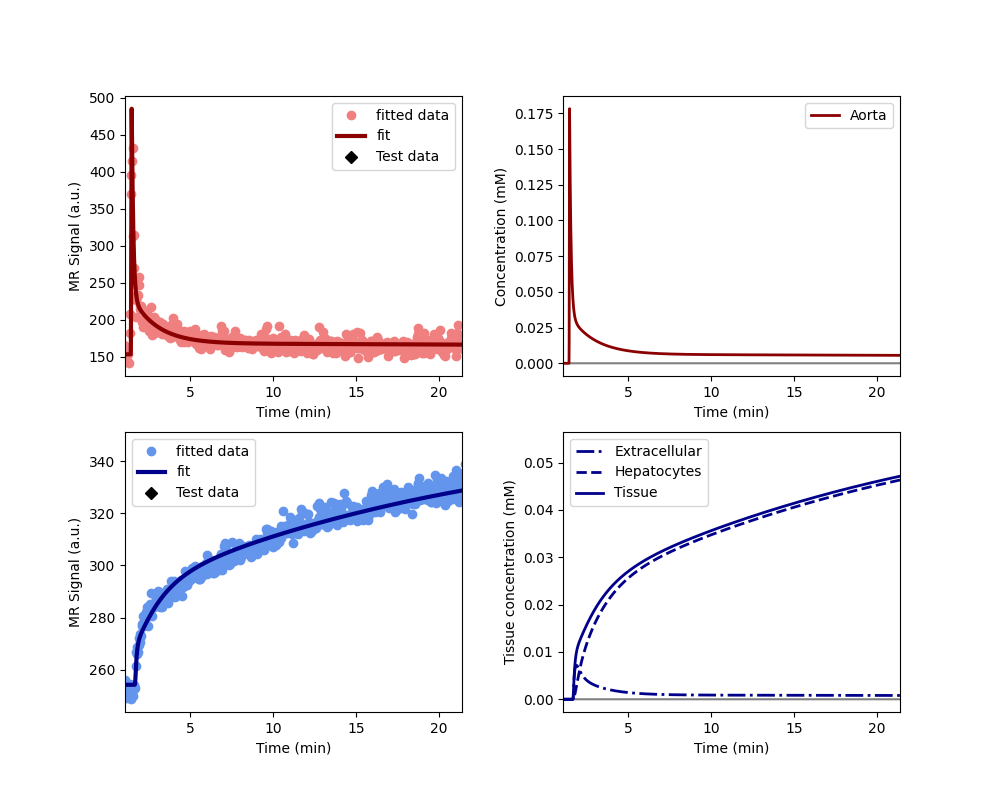 500
450
400
350
300
250
200
150
MR Signal (a.u.)
fitted data
fit
Test data
5 10 15 20
Time (min)
0.175
0.150
0.125
0.100
0.075
0.050
0.025
0.000
Concentration (mM)
Aorta
5 10 15 20
Time (min)
340
320
300
280
260
MR Signal (a.u.)
fitted data
fit
Test data
5 10 15 20
Time (min)
0.05
0.04
0.03
0.02
0.01
0.00
Tissue concentration (mM)
Extracellular
Hepatocytes
Tissue
5 10 15 20
Time (min)